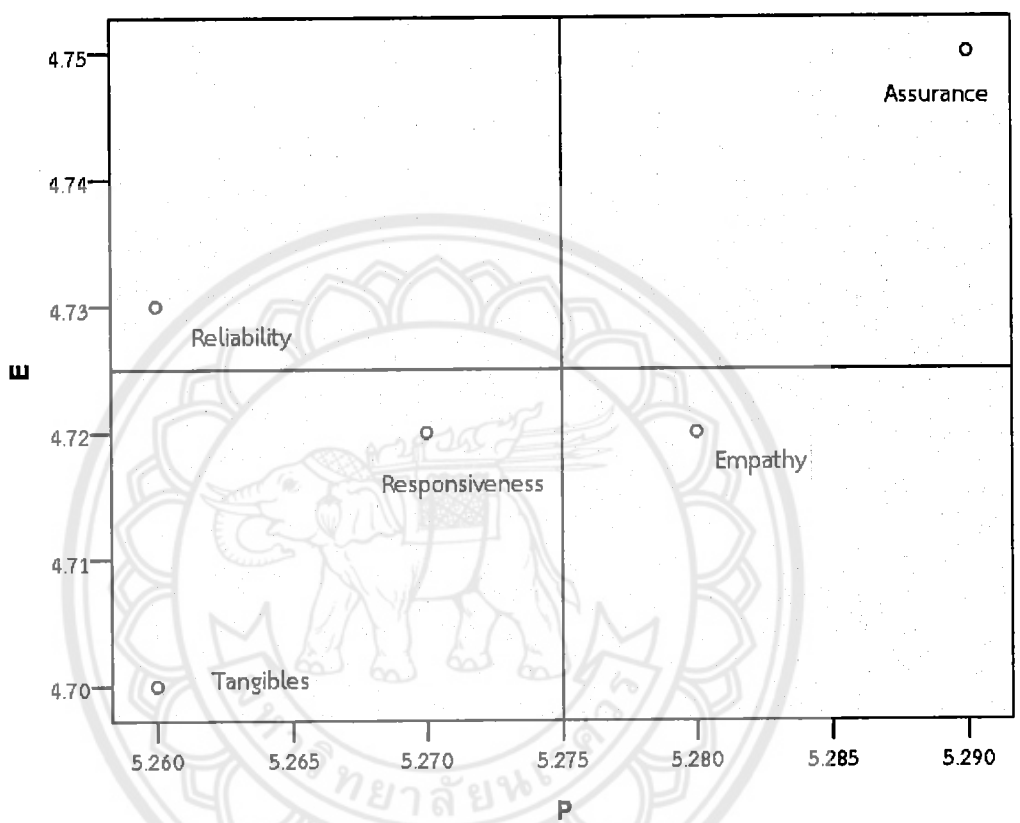 4.75
Assurance
4.74
4.73
Reliability
E
4.72
Empathy
Responsiveness
4.71
Tangibles
4.70
5.260 5.265 5.270 5.275 5.280 5.285 5.290
P